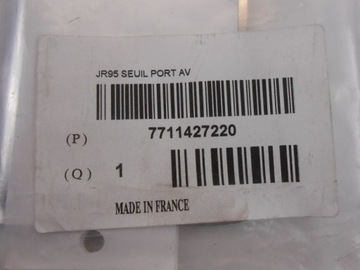 JR95 SEUIL PORT AV
(P) 7711427220
(Q) 1
MADE IN FRANCE